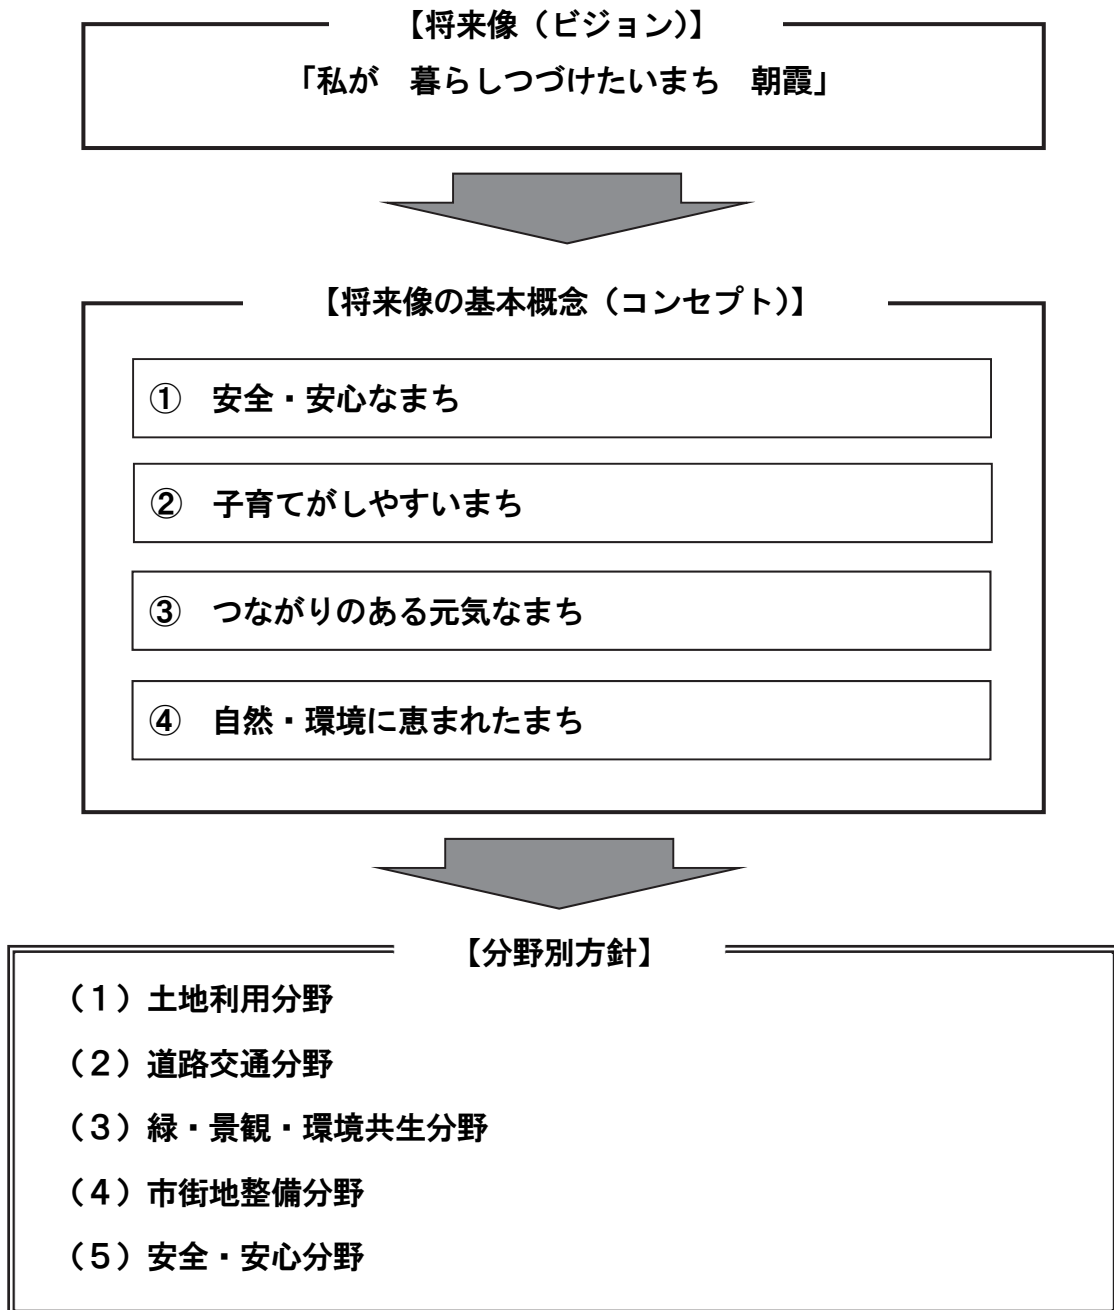 【将来像（ビジョン）】
「私が　暮らしつづけたいまち　朝霞」
【将来像の基本概念（コンセプト）】
①　安全・安心なまち
②　子育てがしやすいまち
③　つながりのある元気なまち
④　自然・環境に恵まれたまち
【分野別方針】
（１）土地利用分野
（２）道路交通分野
（３）緑・景観・環境共生分野
（４）市街地整備分野
（５）安全・安心分野